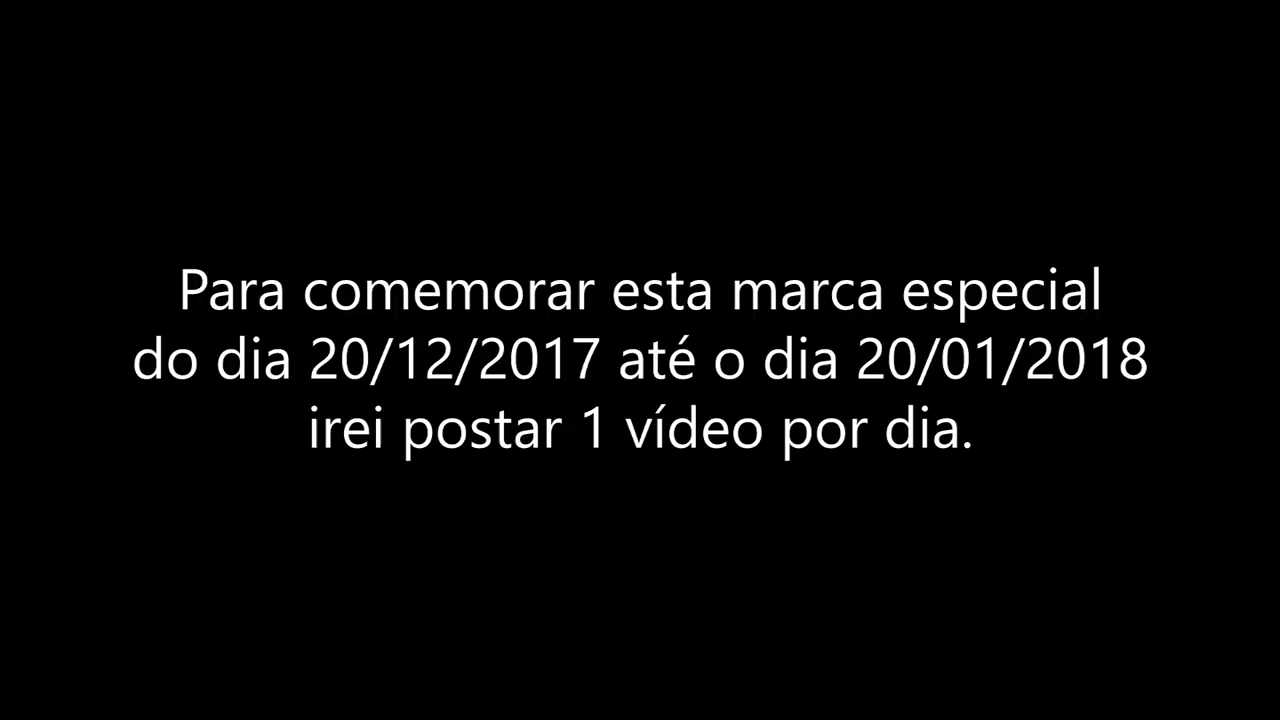 Para comemorar esta marca especial
do dia 20/12/2017 até o dia 20/01/2018
irei postar 1 vídeo por dia.